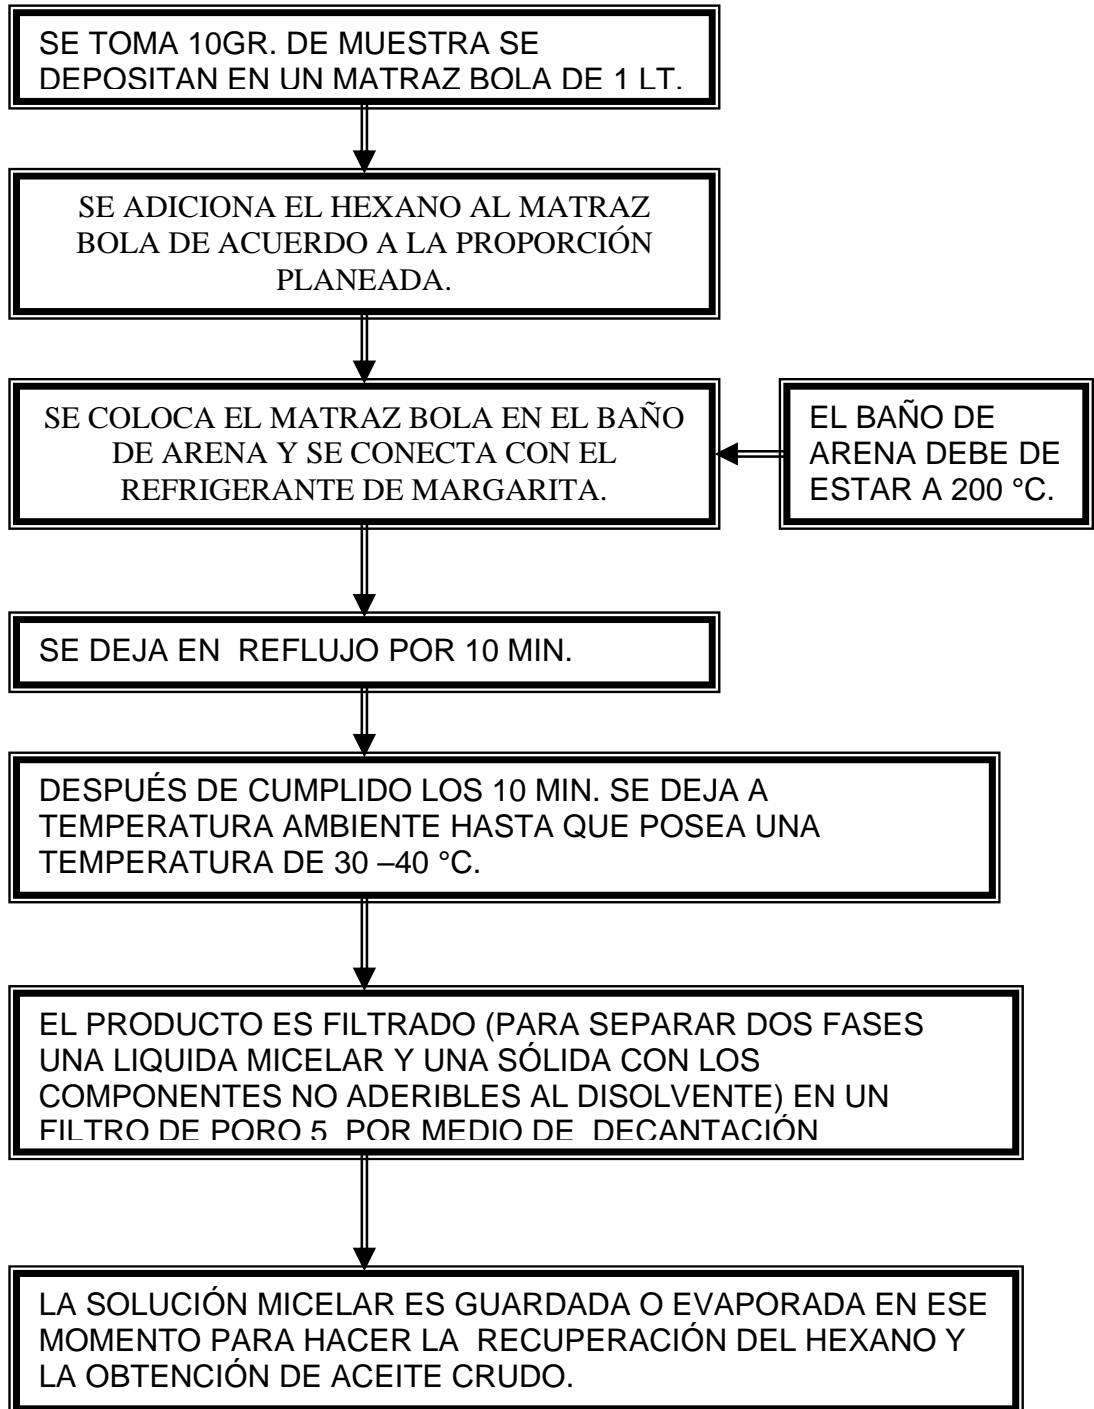 SE TOMA 10GR. DE MUESTRA SE
DEPOSITAN EN UN MATRAZ BOLA DE 1 LT.
SE ADICIONA EL HEXANO AL MATRAZ
BOLA DE ACUERDO A LA PROPORCIÓN
PLANEADA.
SE COLOCA EL MATRAZ BOLA EN EL BAÑO
DE ARENA Y SE CONECTA CON EL
REFRIGERANTE DE MARGARITA.
EL BAÑO DE
ARENA DEBE DE
ESTAR A 200 °C.
SE DEJA EN  REFLUJO POR 10 MIN.
DESPUÉS DE CUMPLIDO LOS 10 MIN. SE DEJA A
TEMPERATURA AMBIENTE HASTA QUE POSEA UNA
TEMPERATURA DE 30 –40 °C.
EL PRODUCTO ES FILTRADO (PARA SEPARAR DOS FASES
UNA LIQUIDA MICELAR Y UNA SÓLIDA CON LOS
COMPONENTES NO ADERIBLES AL DISOLVENTE) EN UN
FILTRO DE PORO 5  POR MEDIO DE  DECANTACIÓN
LA SOLUCIÓN MICELAR ES GUARDADA O EVAPORADA EN ESE
MOMENTO PARA HACER LA  RECUPERACIÓN DEL HEXANO Y
LA OBTENCIÓN DE ACEITE CRUDO.